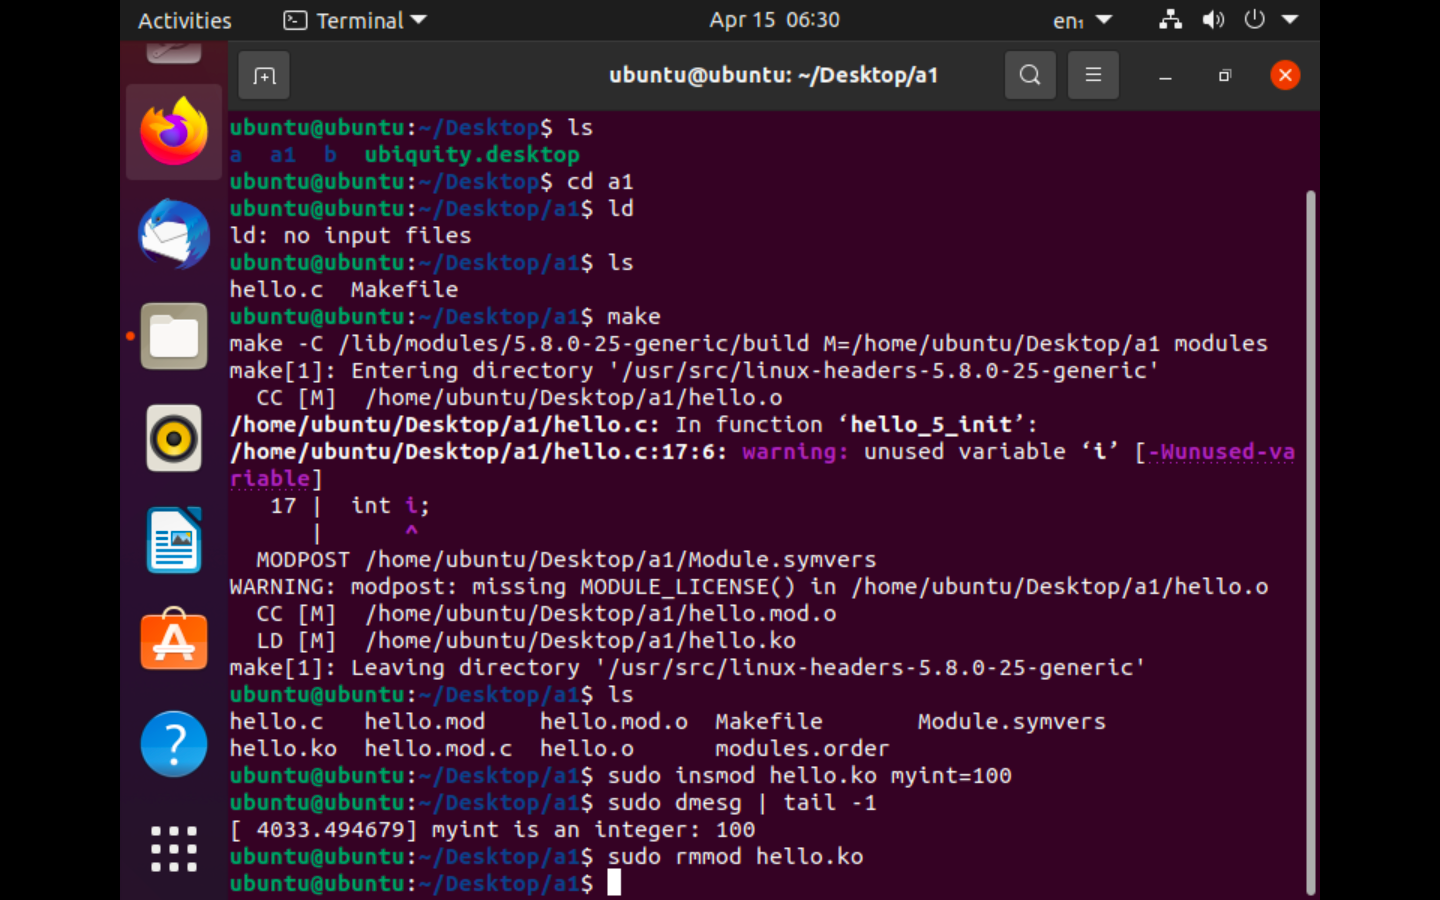 Activities Terminal Apr 15 06:30 en₁
ubuntu@ubuntu: ~/Desktop/a1
ubuntu@ubuntu:~/Desktop$ ls
a  a1  b  ubiquity.desktop
ubuntu@ubuntu:~/Desktop$ cd a1
ubuntu@ubuntu:~/Desktop/a1$ ld
ld: no input files
ubuntu@ubuntu:~/Desktop/a1$ ls
hello.c  Makefile
ubuntu@ubuntu:~/Desktop/a1$ make
make -C /lib/modules/5.8.0-25-generic/build M=/home/ubuntu/Desktop/a1 modules
make[1]: Entering directory '/usr/src/linux-headers-5.8.0-25-generic'
  CC [M]  /home/ubuntu/Desktop/a1/hello.o
/home/ubuntu/Desktop/a1/hello.c: In function ‘hello_5_init’:
/home/ubuntu/Desktop/a1/hello.c:17:6: warning: unused variable ‘i’ [-Wunused-va
riable]
   17 |  int i;
      |      ^
  MODPOST /home/ubuntu/Desktop/a1/Module.symvers
WARNING: modpost: missing MODULE_LICENSE() in /home/ubuntu/Desktop/a1/hello.o
  CC [M]  /home/ubuntu/Desktop/a1/hello.mod.o
  LD [M]  /home/ubuntu/Desktop/a1/hello.ko
make[1]: Leaving directory '/usr/src/linux-headers-5.8.0-25-generic'
ubuntu@ubuntu:~/Desktop/a1$ ls
hello.c   hello.mod    hello.mod.o  Makefile       Module.symvers
hello.ko  hello.mod.c  hello.o      modules.order
ubuntu@ubuntu:~/Desktop/a1$ sudo insmod hello.ko myint=100
ubuntu@ubuntu:~/Desktop/a1$ sudo dmesg | tail -1
[ 4033.494679] myint is an integer: 100
ubuntu@ubuntu:~/Desktop/a1$ sudo rmmod hello.ko
ubuntu@ubuntu:~/Desktop/a1$